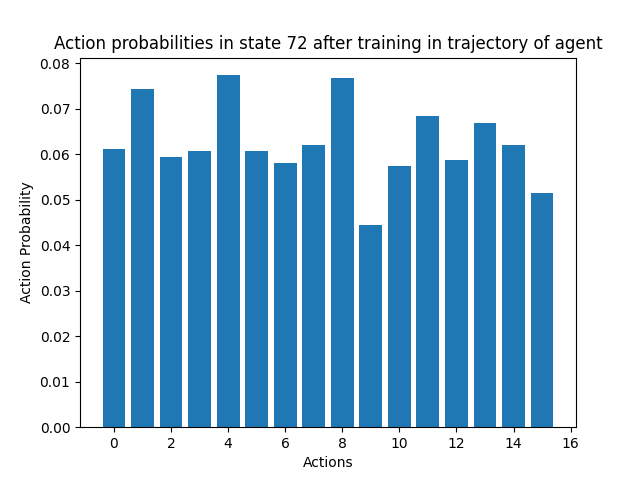 Action probabilities in state 72 after training in trajectory of agent
0.08
0.07
0.06
0.05
0.04
0.03
0.02
0.01
0.00
Action Probability
0 2 4 6 8 10 12 14 16
Actions